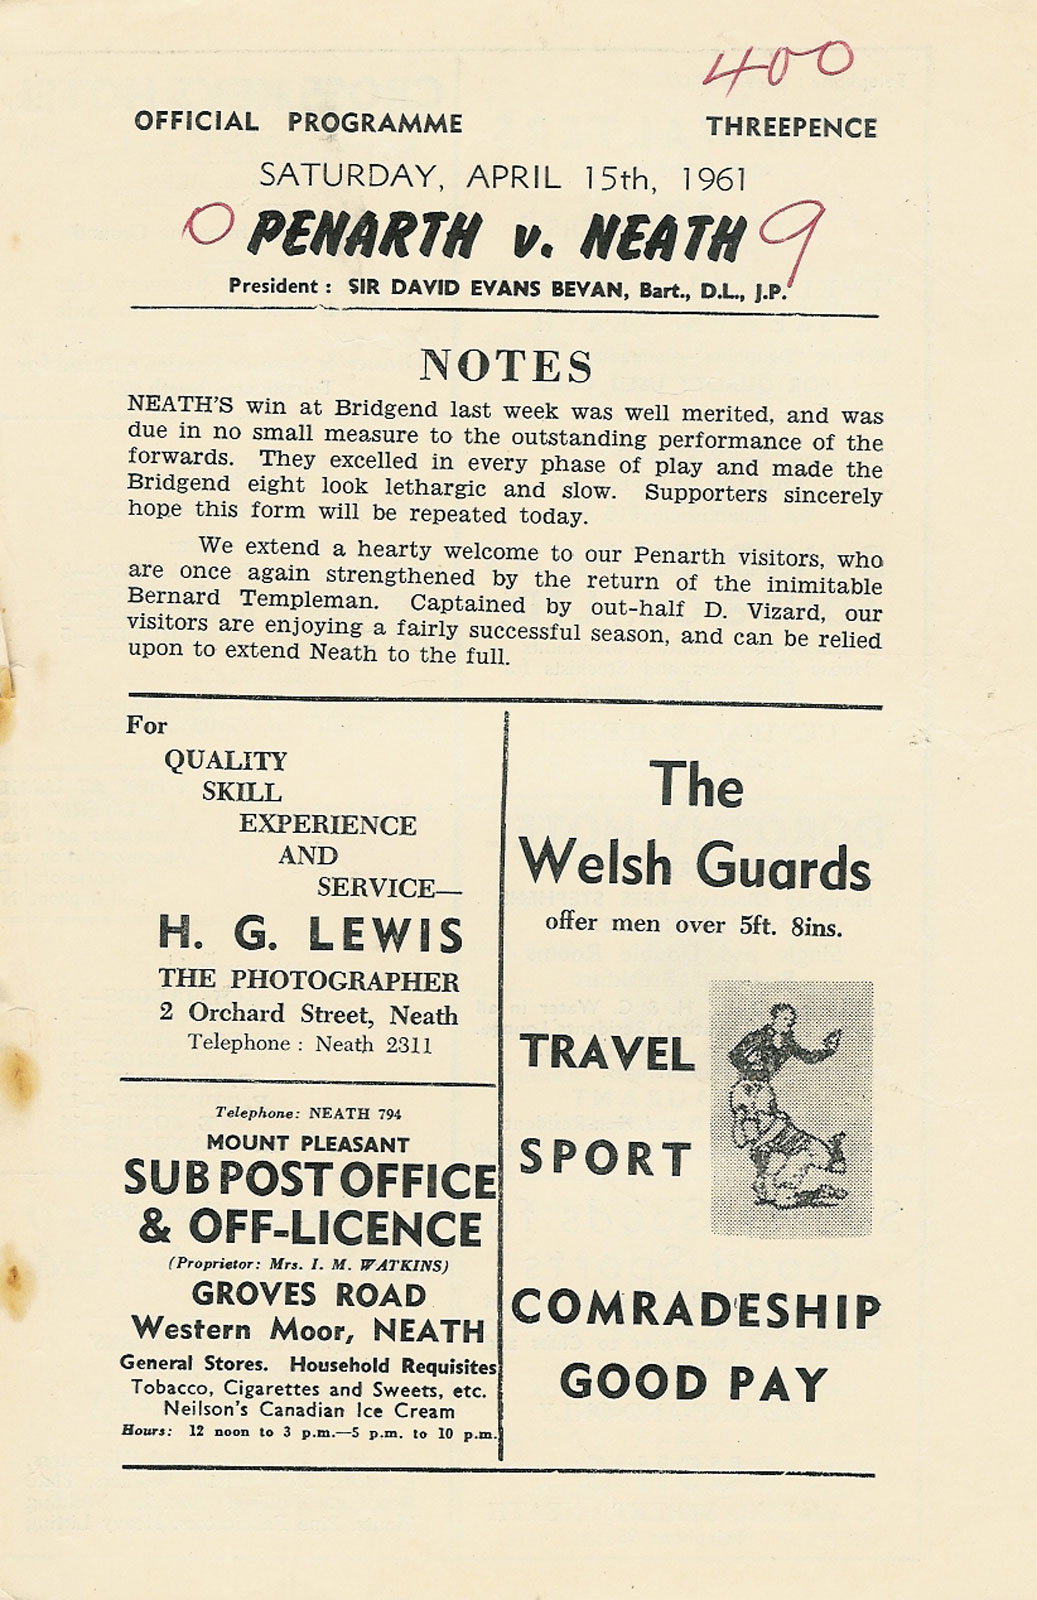 400
OFFICIAL PROGRAMME THREEPENCE
SATURDAY, APRIL 15th, 1961
0 PENARTH v. NEATH 9
President : SIR DAVID EVANS BEVAN, Bart., D.L., J.P.
NOTES
NEATH'S win at Bridgend last week was well merited, and was
due in no small measure to the outstanding performance of the
forwards. They excelled in every phase of play and made the
Bridgend eight look lethargic and slow. Supporters sincerely
hope this form will be repeated today.
We extend a hearty welcome to our Penarth visitors, who
are once again strengthened by the return of the inimitable
Bernard Templeman. Captained by out-half D. Vizard, our
visitors are enjoying a fairly successful season, and can be relied
upon to extend Neath to the full.
For
QUALITY
SKILL
EXPERIENCE
AND
SERVICE—
H. G. LEWIS
THE PHOTOGRAPHER
2 Orchard Street, Neath
Telephone : Neath 2311
Telephone: NEATH 794
MOUNT PLEASANT
SUB POST OFFICE
& OFF-LICENCE
(Proprietor: Mrs. I. M. WATKINS)
GROVES ROAD
Western Moor, NEATH
General Stores. Household Requisites
Tobacco, Cigarettes and Sweets, etc.
Neilson's Canadian Ice Cream
Hours: 12 noon to 3 p.m.—5 p.m. to 10 p.m.
The
Welsh Guards
offer men over 5ft. 8ins.
TRAVEL
SPORT
COMRADESHIP
GOOD PAY